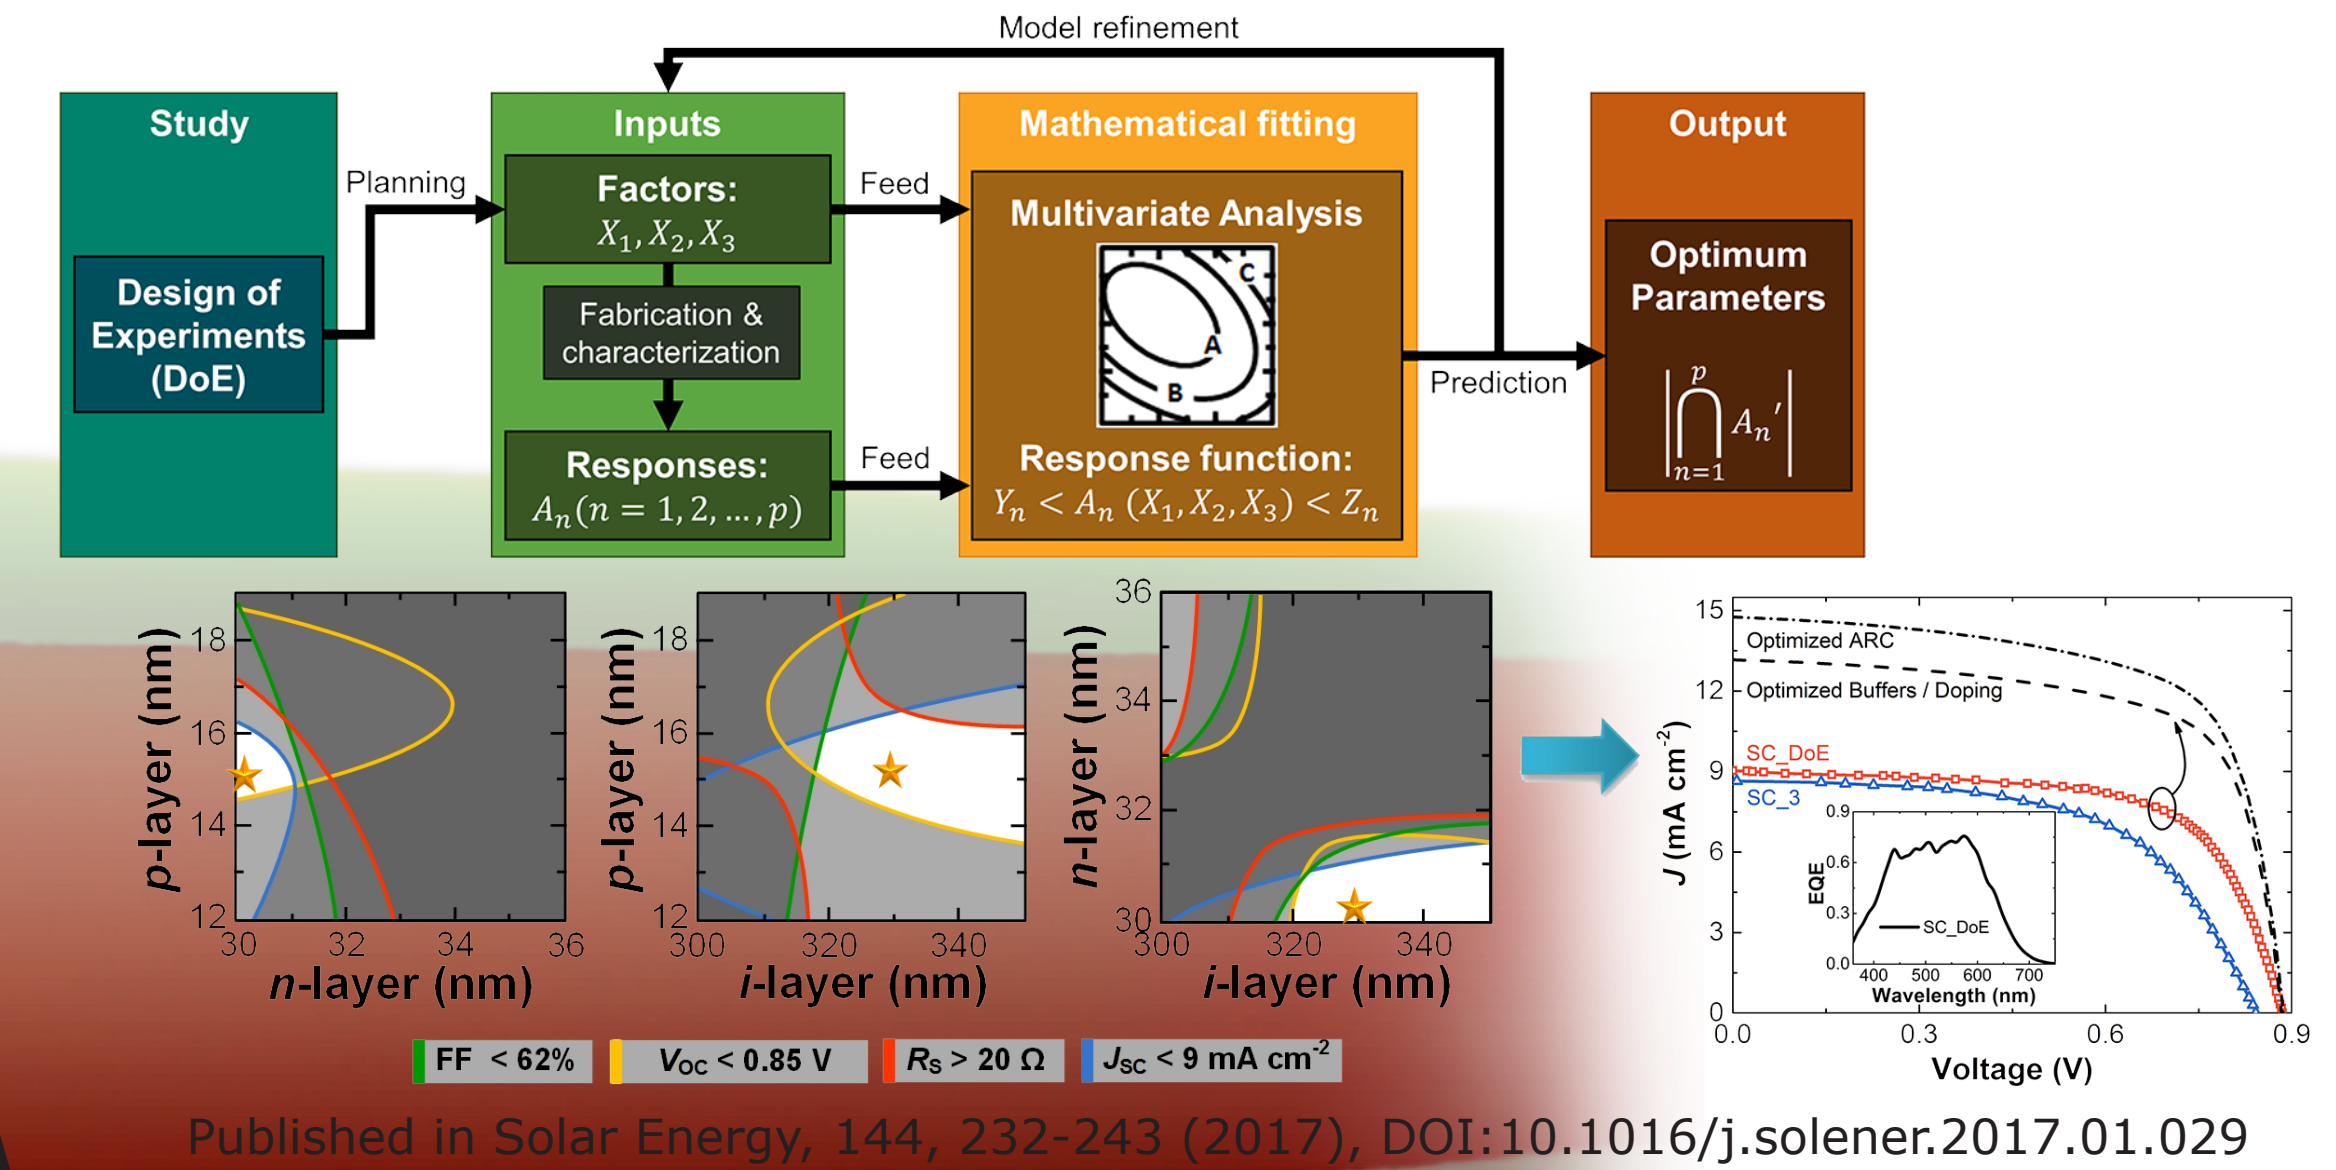 Model refinement
Study
Design of
Experiments
(DoE)
Planning
Inputs
Factors:
X₁, X₂, X₃
Fabrication &
characterization
Responses:
Aₙ(n = 1, 2, ..., p)
Feed
Feed
Mathematical fitting
Multivariate Analysis
C
A
B
Response function:
Yₙ < Aₙ (X₁, X₂, X₃) < Zₙ
Prediction
Output
Optimum
Parameters
|⋂ₙ₌₁ᵖ Aₙ′|
p-layer (nm)
18
16
14
12
30 32 34 36
n-layer (nm)
p-layer (nm)
18
16
14
12
300 320 340
i-layer (nm)
n-layer (nm)
36
34
32
30
300 320 340
i-layer (nm)
J (mA cm⁻²)
15
12
9
6
3
0
Optimized ARC
Optimized Buffers / Doping
SC_DoE
SC_3
EQE
0.9
0.6
0.3
0.0
SC_DoE
400 500 600 700
Wavelength (nm)
0.0 0.3 0.6 0.9
Voltage (V)
FF < 62%
V_OC < 0.85 V
R_S > 20 Ω
J_SC < 9 mA cm⁻²
Published in Solar Energy, 144, 232-243 (2017), DOI:10.1016/j.solener.2017.01.029